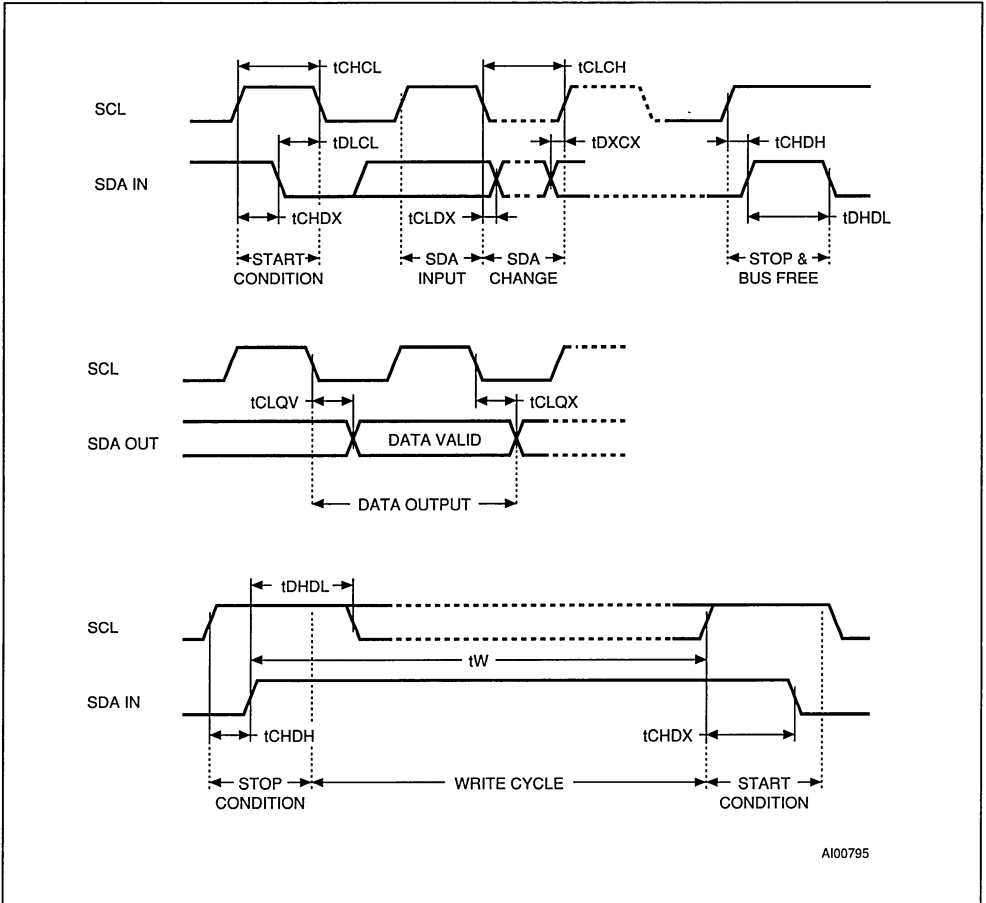 tCHCL
tCLCH
SCL
tDLCL
tDXCX
tCHDH
SDA IN
tCHDX
tCLDX
tDHDL
START
CONDITION
SDA
INPUT
SDA
CHANGE
STOP &
BUS FREE
SCL
tCLQV
tCLQX
SDA OUT
DATA VALID
DATA OUTPUT
tDHDL
SCL
tW
SDA IN
tCHDH
tCHDX
STOP
CONDITION
WRITE CYCLE
START
CONDITION
AI00795